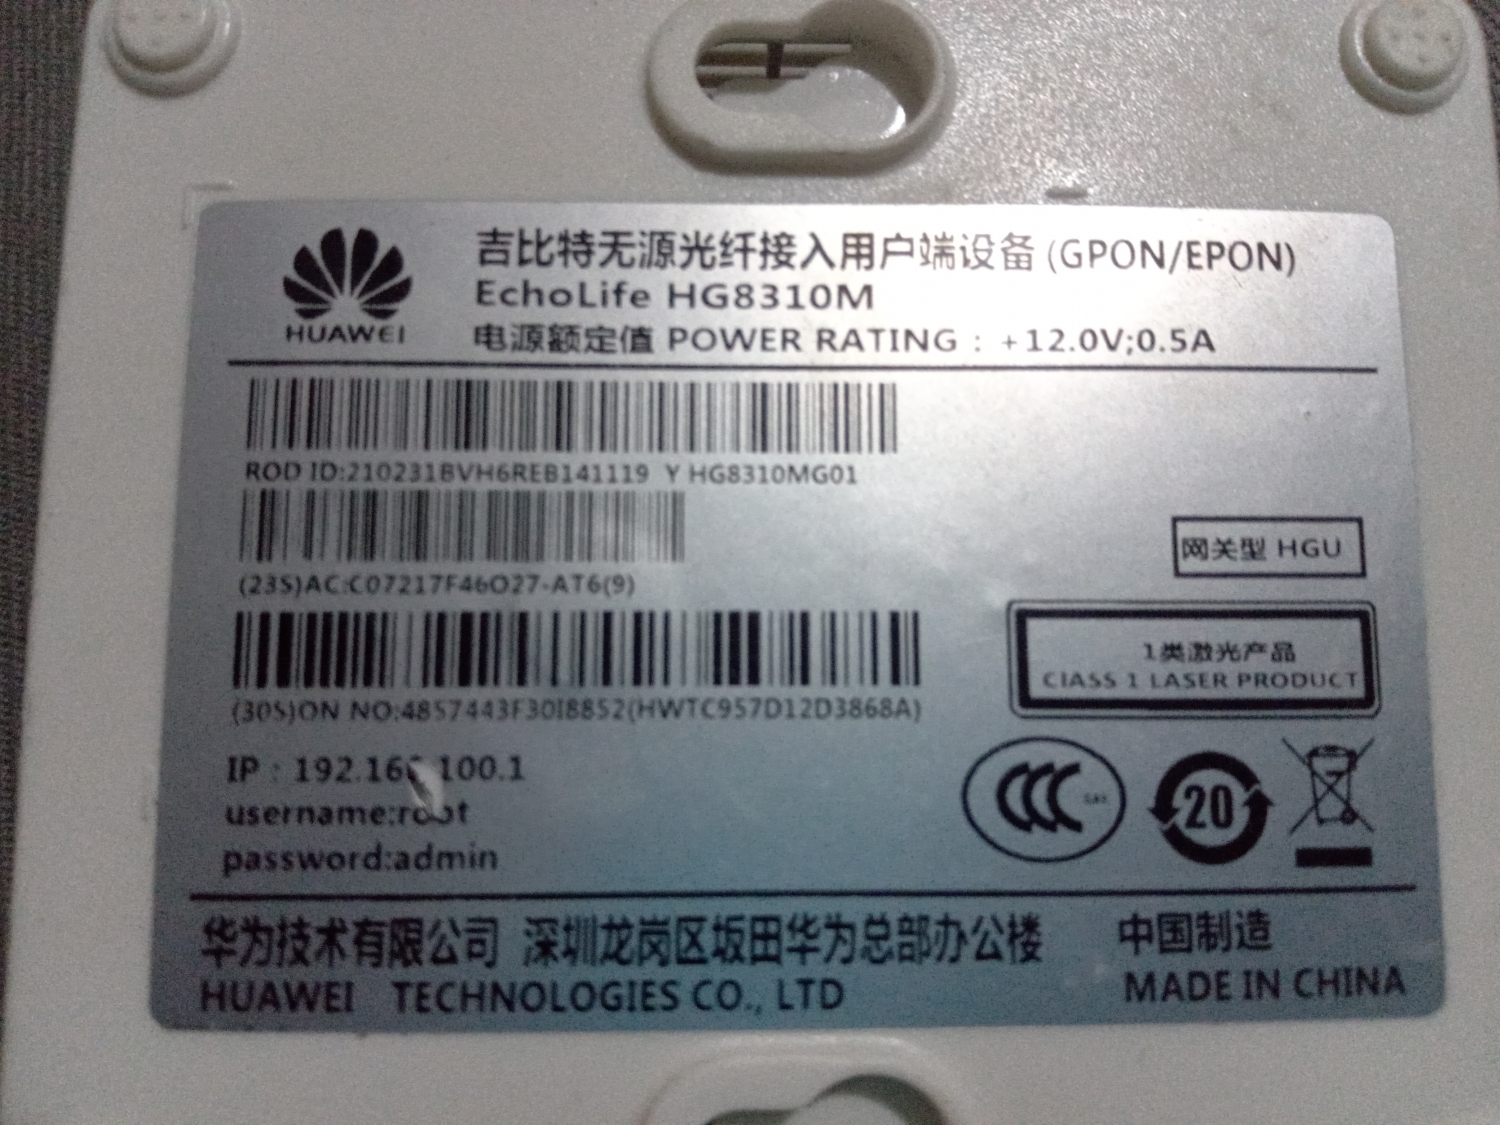 吉比特无源光纤接入用户端设备 (GPON/EPON)
EchoLife HG8310M
HUAWEI
电源额定值 POWER RATING : +12.0V;0.5A
ROD ID:210231BVH6REB141119 Y HG8310MG01
(23S)AC:C07217F46O27-AT6(9)
网关型 HGU
1类激光产品
CIASS 1 LASER PRODUCT
(30S)ON NO:4857443F30I8852(HWTC957D12D3868A)
IP : 192.168.100.1
username:root
password:admin
CCC
20
华为技术有限公司 深圳龙岗区坂田华为总部办公楼
HUAWEI TECHNOLOGIES CO., LTD
中国制造
MADE IN CHINA